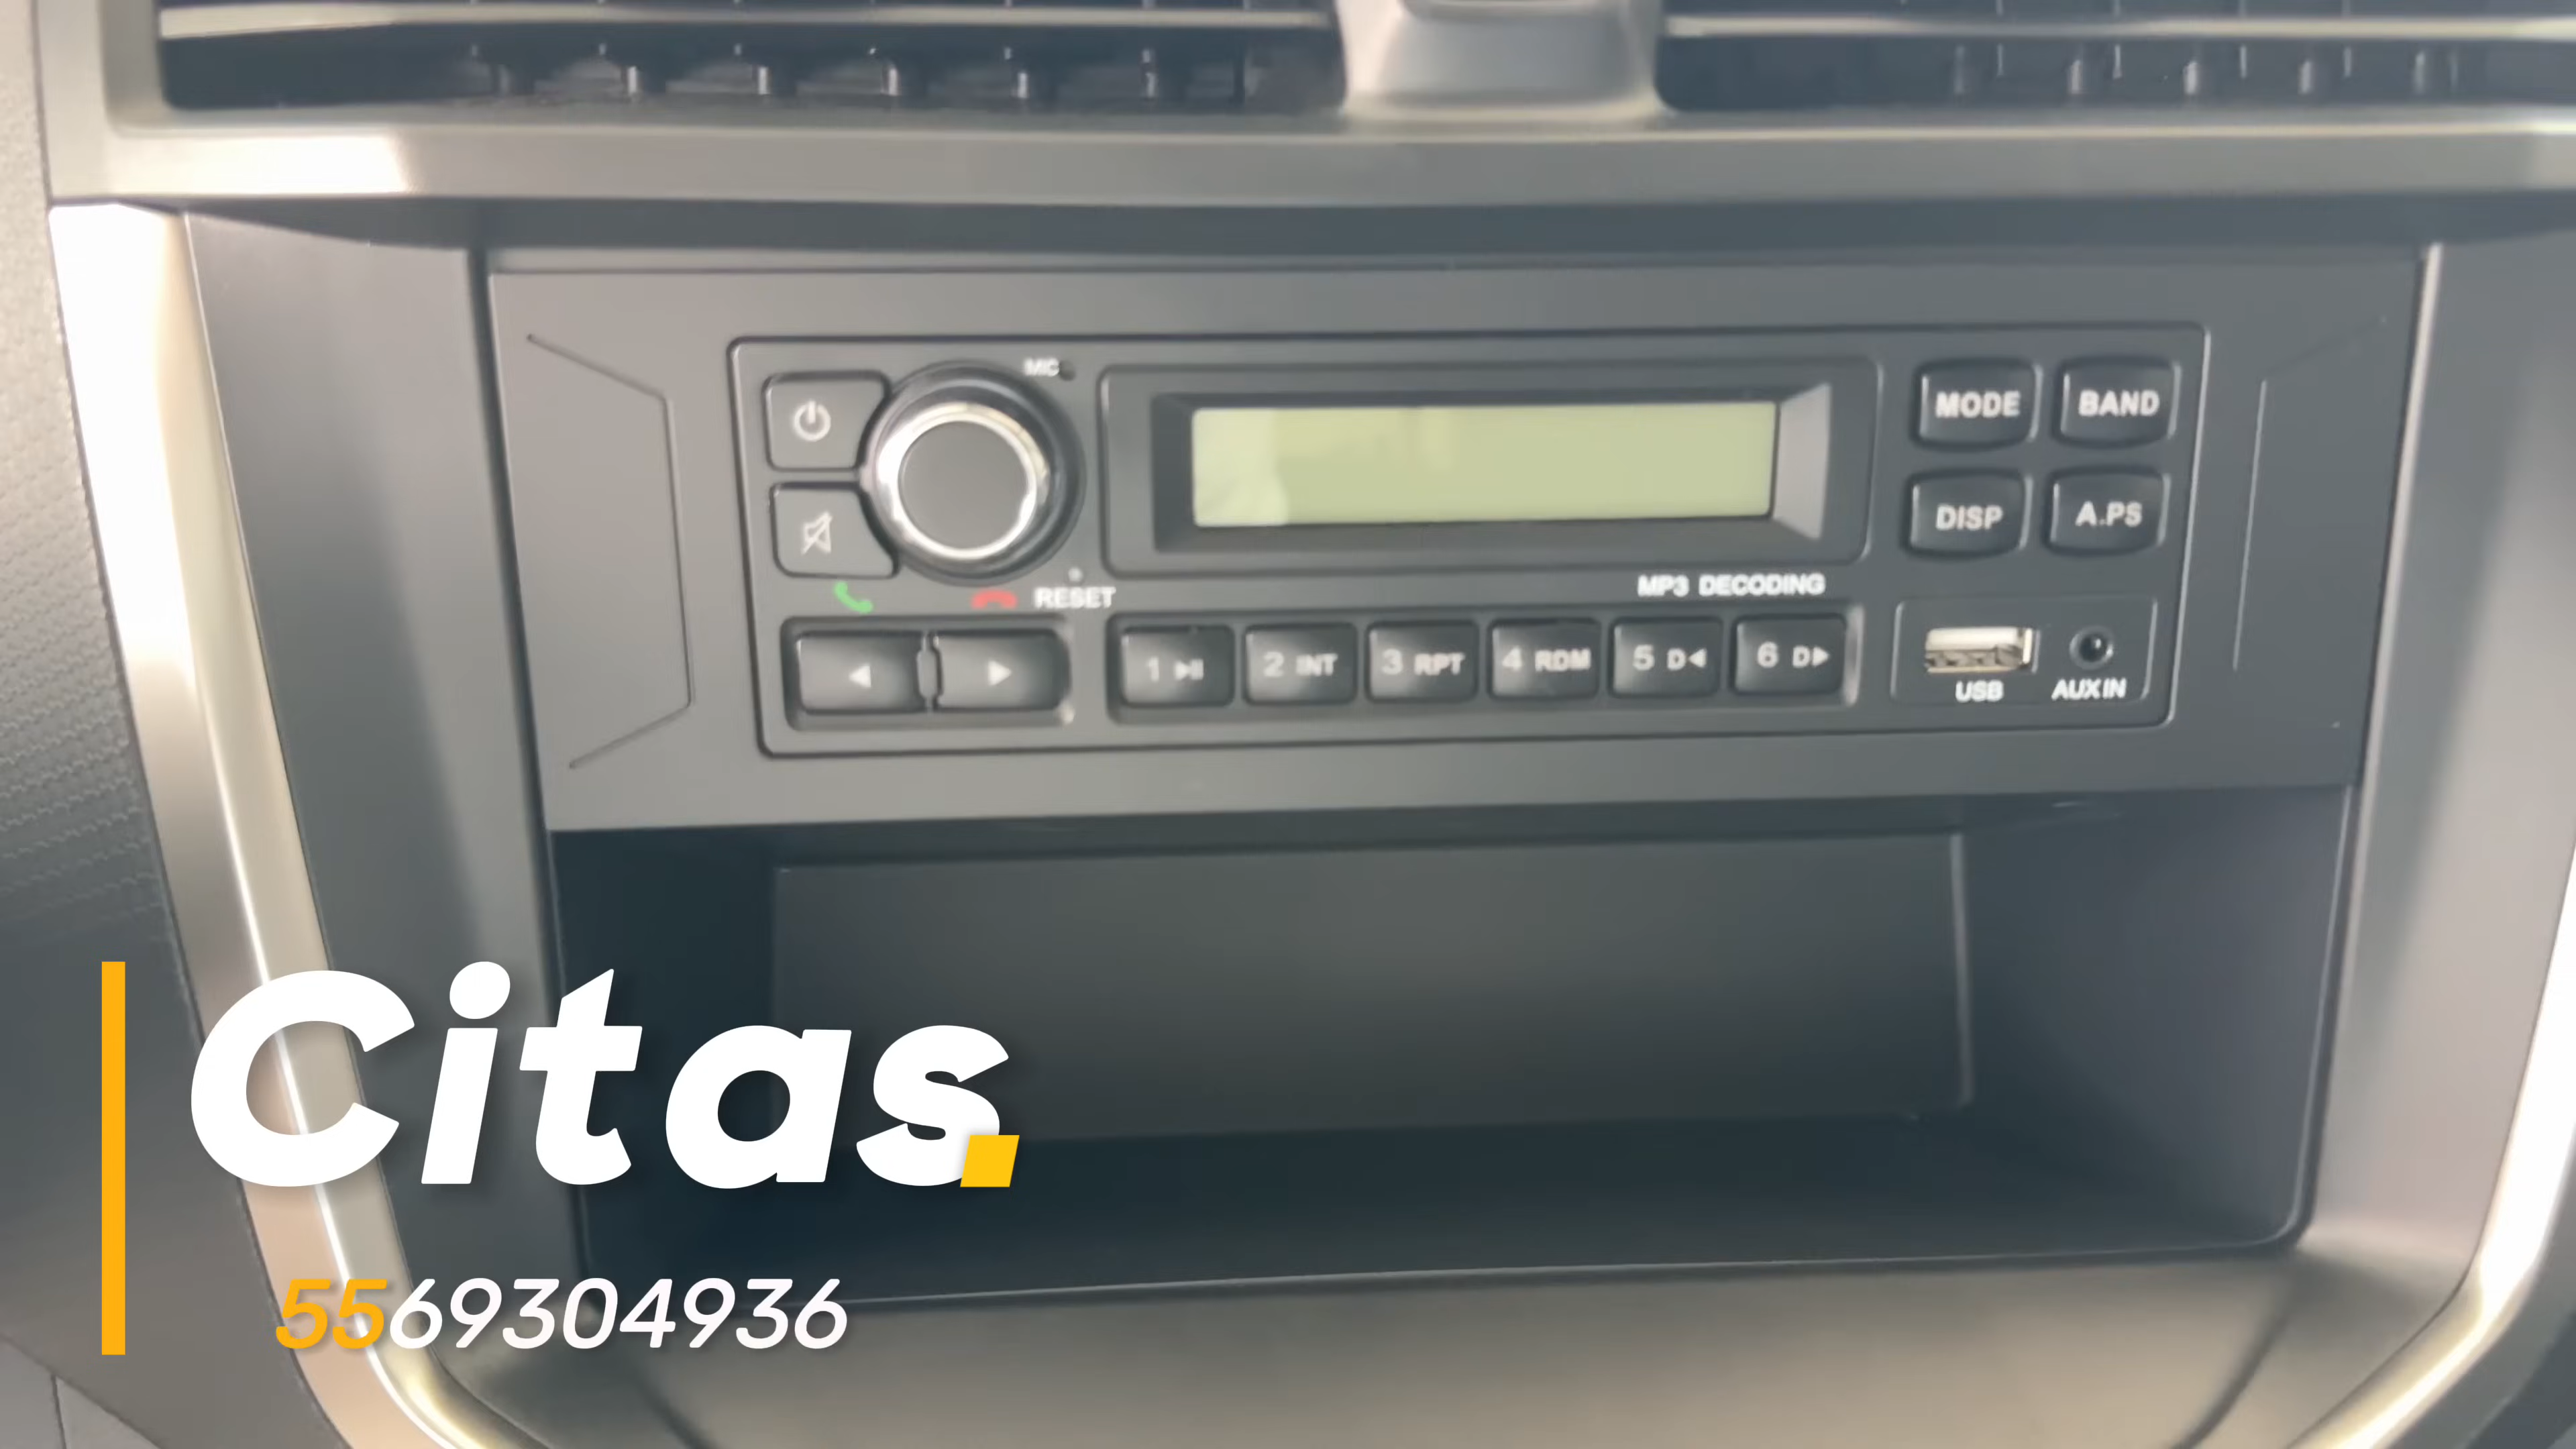 MIC
MODE BAND
DISP A.PS
RESET
MP3 DECODING
1 2 INT 3 RPT 4 RDM 5 D 6 D
USB AUX IN
Citas.
5569304936